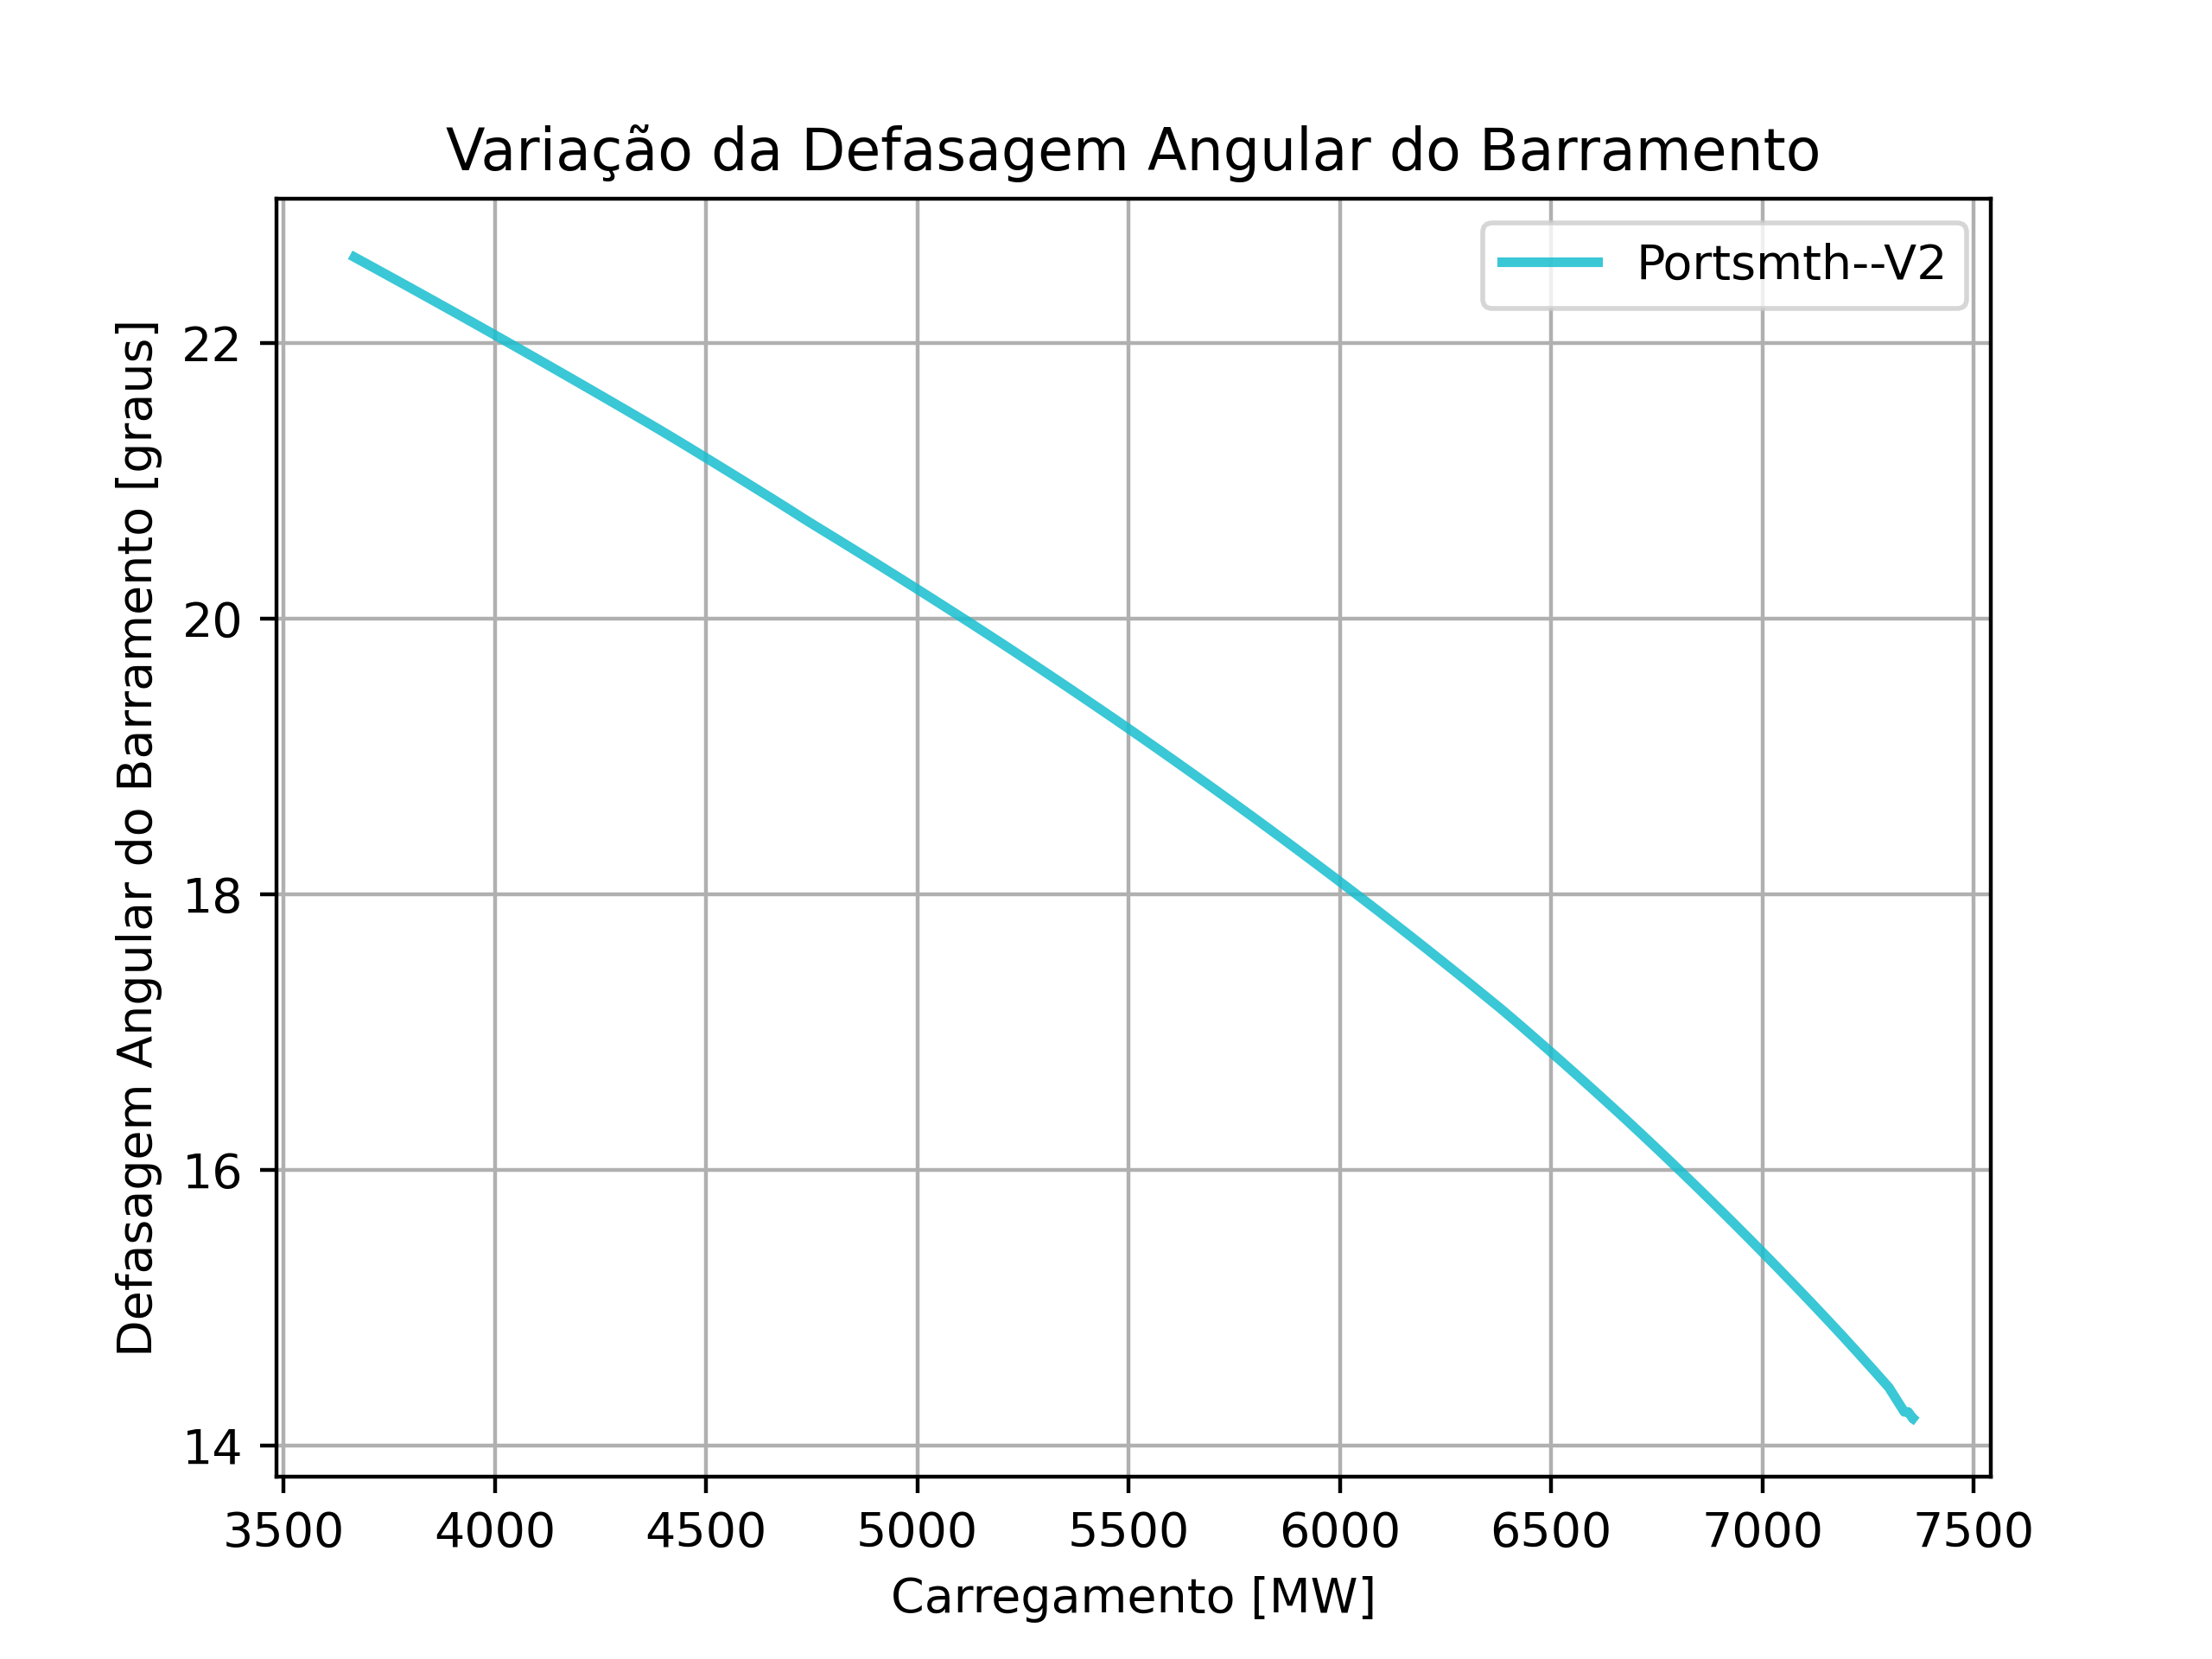 Variação da Defasagem Angular do Barramento
Portsmth--V2
Defasagem Angular do Barramento [graus]
22
20
18
16
14
3500 4000 4500 5000 5500 6000 6500 7000 7500
Carregamento [MW]